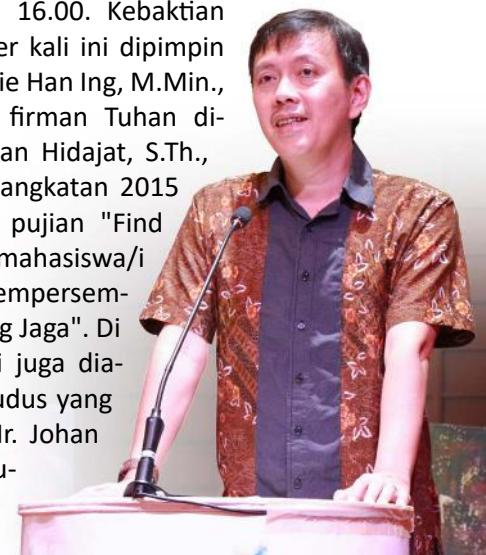 16.00. Kebaktian
er kali ini dipimpin
ie Han Ing, M.Min.,
firman Tuhan di-
an Hidajat, S.Th.,
angkatan 2015
pujian "Find
mahasiswa/i
empersem-
g Jaga". Di
i juga dia-
udus yang
r. Johan
u-